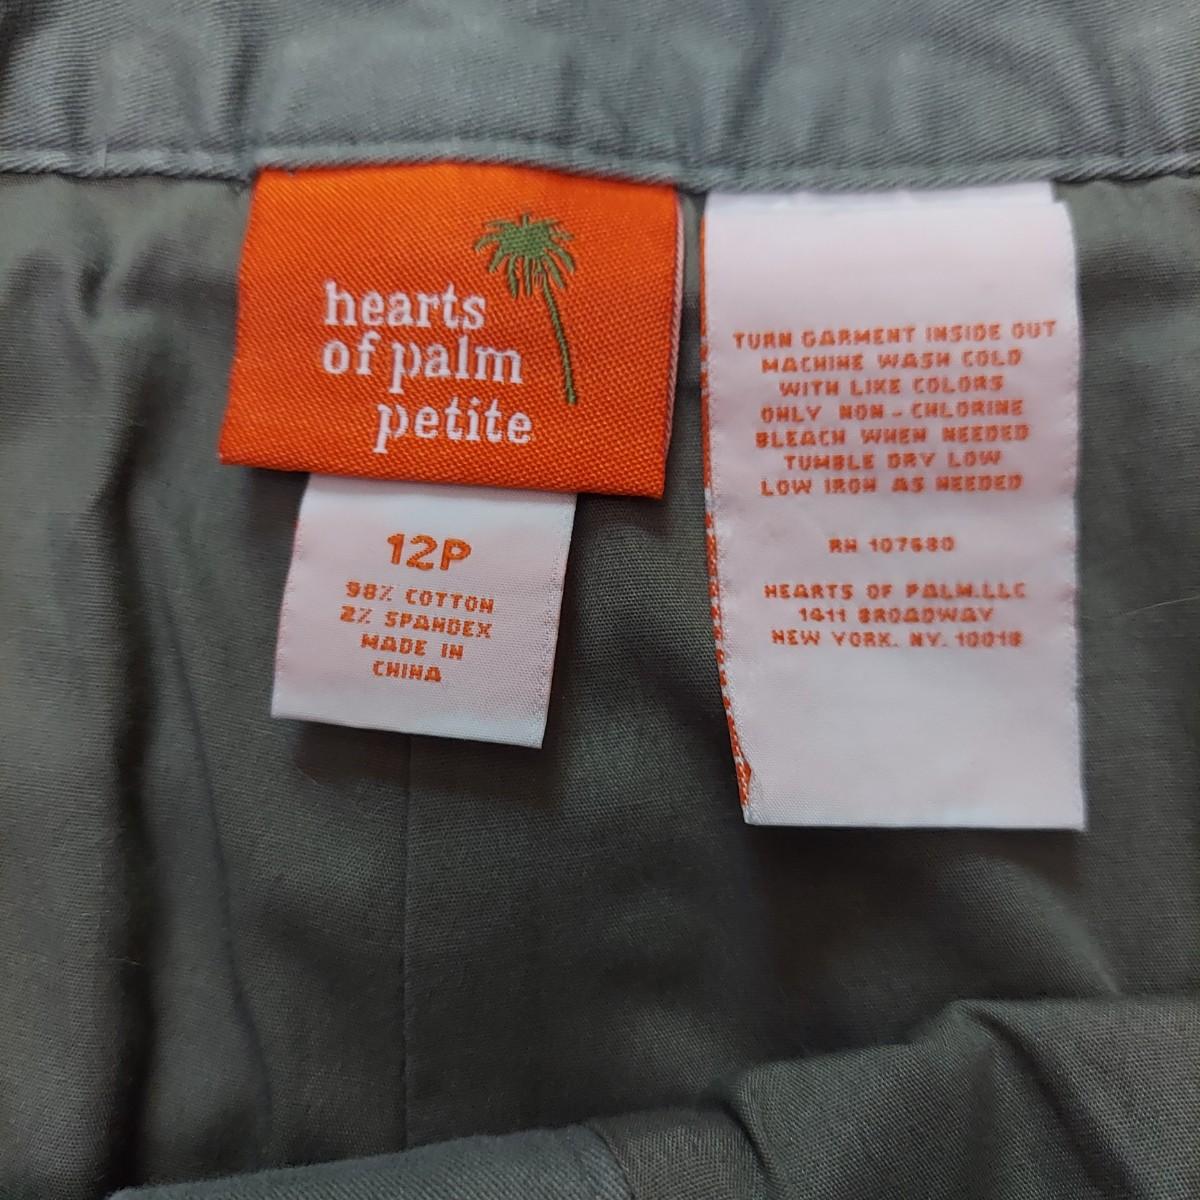 hearts
of palm
petite
12P
98% COTTON
2% SPANDEX
MADE IN
CHINA
TURN GARMENT INSIDE OUT
MACHINE WASH COLD
WITH LIKE COLORS
ONLY NON-CHLORINE
BLEACH WHEN NEEDED
TUMBLE DRY LOW
LOW IRON AS NEEDED
RN 107680
HEARTS OF PALM.LLC
1411 BROADWAY
NEW YORK. NY. 10018